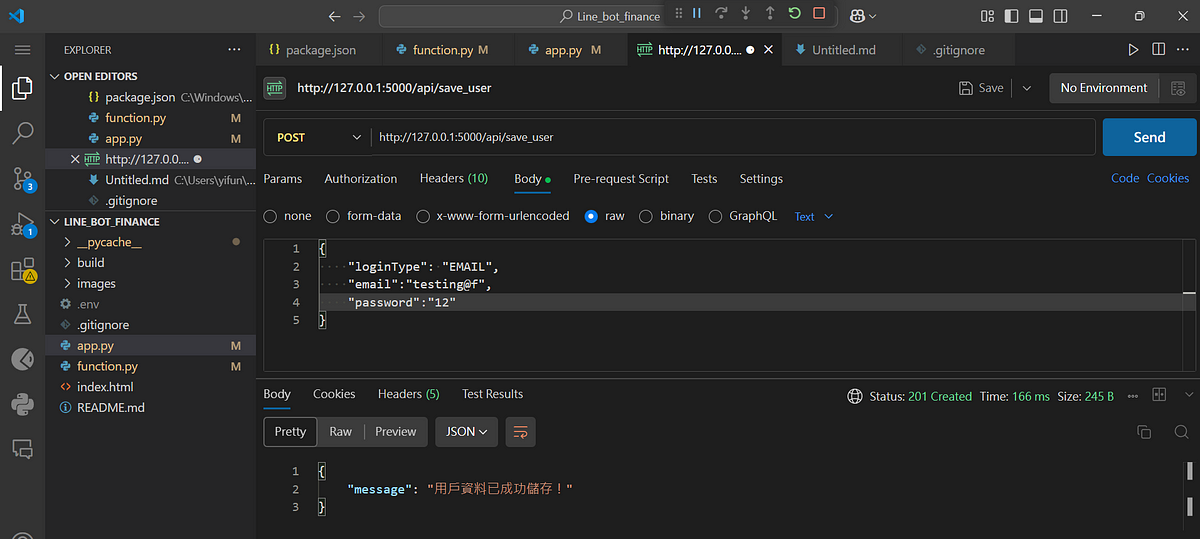 Line_bot_finance
EXPLORER
OPEN EDITORS
package.json C:\Windows\...
function.py M
app.py M
HTTP http://127.0.0....
Untitled.md C:\Users\yifun\...
.gitignore
LINE_BOT_FINANCE
__pycache__
build
images
.env
.gitignore
app.py M
function.py M
index.html
README.md
3
1
{} package.json function.py M app.py M HTTP http://127.0.0.... Untitled.md .gitignore
HTTP http://127.0.0.1:5000/api/save_user Save No Environment
POST http://127.0.0.1:5000/api/save_user Send
Params Authorization Headers (10) Body Pre-request Script Tests Settings Code Cookies
none form-data x-www-form-urlencoded raw binary GraphQL Text
1 {
2 "loginType": "EMAIL",
3 "email":"testing@f",
4 "password":"12"
5 }
Body Cookies Headers (5) Test Results Status: 201 Created Time: 166 ms Size: 245 B
Pretty Raw Preview JSON
1 {
2 "message": "用戶資料已成功儲存！"
3 }